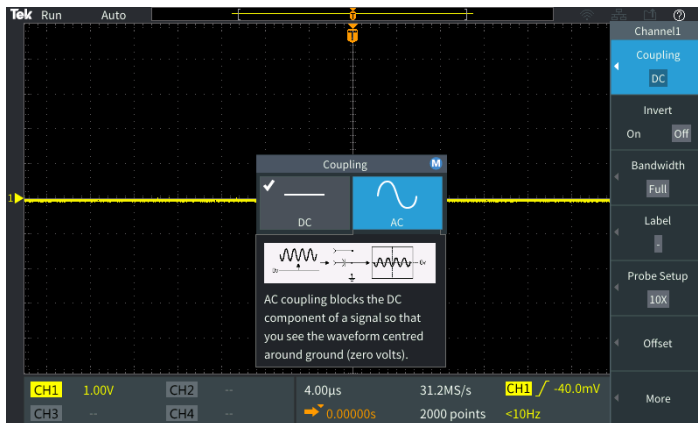 Tek Run Auto
T
T
Channel1
Coupling
DC
Invert
On Off
Bandwidth
Full
Label
-
Probe Setup
10X
Offset
More
1
Coupling M
DC
AC
0v
0v
AC coupling blocks the DC
component of a signal so that
you see the waveform centred
around ground (zero volts).
CH1 1.00V CH2 -- 4.00µs 31.2MS/s CH1 -40.0mV
CH3 -- CH4 -- 0.00000s 2000 points <10Hz